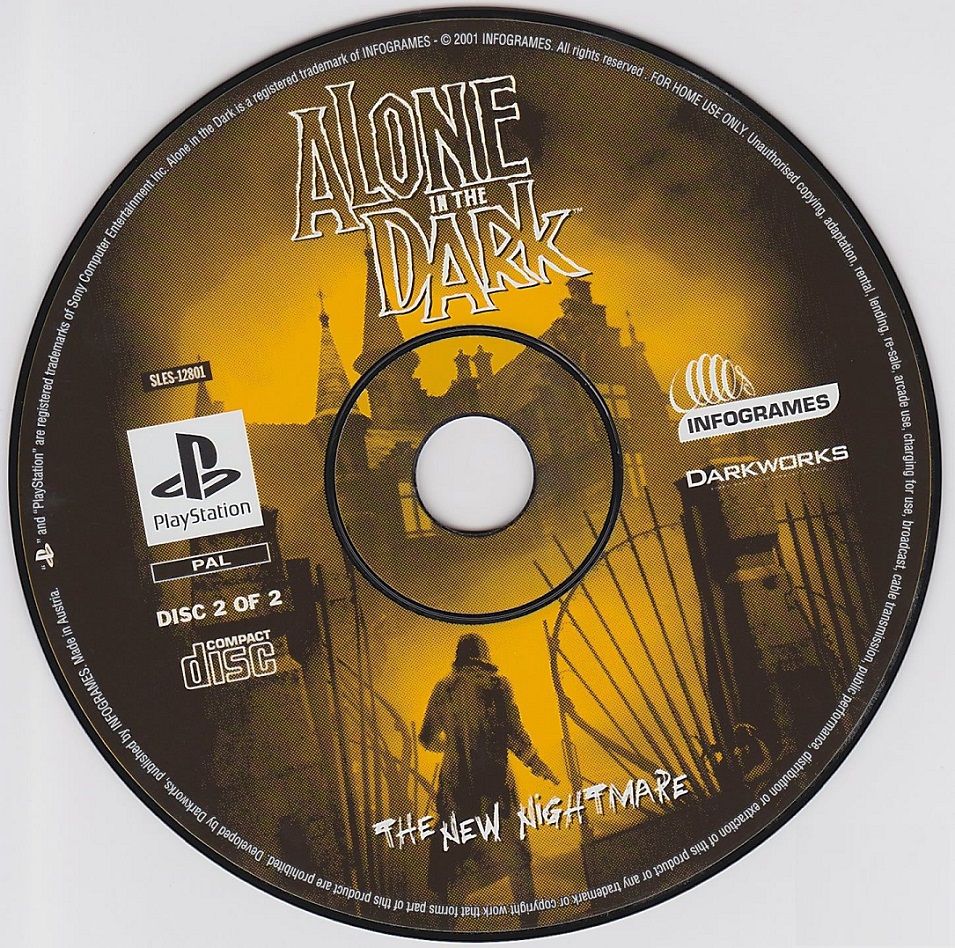 ALONE
IN THE
DARK™
SLES-12801
PlayStation
PAL
DISC 2 OF 2
COMPACT
disc
INFOGRAMES
DARKWORKS
THE NEW NIGHTMARE
" " and "PlayStation" are registered trademarks of Sony Computer Entertainment Inc. Alone in the Dark is a registered trademark of INFOGRAMES - © 2001 INFOGRAMES. All rights reserved. FOR HOME USE ONLY. Unauthorised copying, adaptation, rental, lending, re-sale, arcade use, charging for use, broadcast, cable transmission, public performance, distribution or extraction of this product or any trademark or copyright work that forms part of this product are prohibited. Developed by Darkworks, published by INFOGRAMES. Made in Austria.